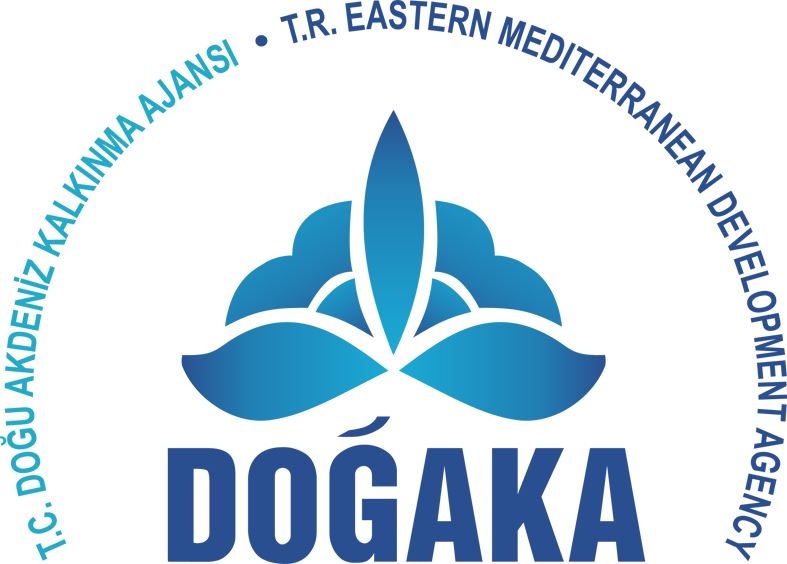 T.C. DOĞU AKDENİZ KALKINMA AJANSI • T.R. EASTERN MEDITERRANEAN DEVELOPMENT AGENCY
DOĞAKA